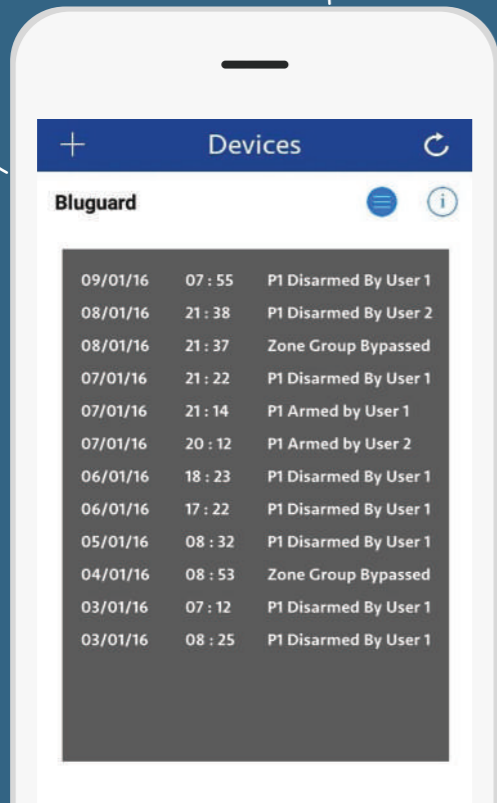 Devices
Bluguard
09/01/16 07 : 55 P1 Disarmed By User 1
08/01/16 21 : 38 P1 Disarmed By User 2
08/01/16 21 : 37 Zone Group Bypassed
07/01/16 21 : 22 P1 Disarmed By User 1
07/01/16 21 : 14 P1 Armed by User 1
07/01/16 20 : 12 P1 Armed by User 2
06/01/16 18 : 23 P1 Disarmed By User 1
06/01/16 17 : 22 P1 Disarmed By User 1
05/01/16 08 : 32 P1 Disarmed By User 1
04/01/16 08 : 53 Zone Group Bypassed
03/01/16 07 : 12 P1 Disarmed By User 1
03/01/16 08 : 25 P1 Disarmed By User 1